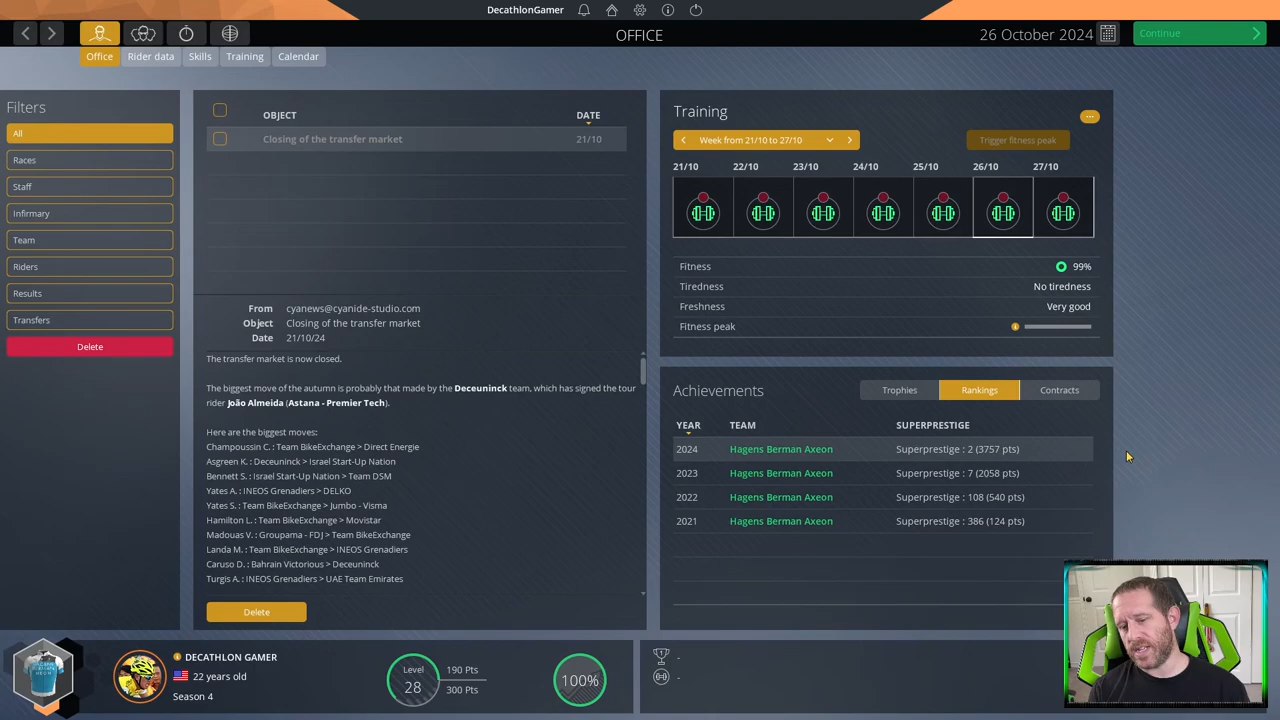 DecathlonGamer
OFFICE
26 October 2024
Continue
Office
Rider data
Skills
Training
Calendar
Filters
All
Races
Staff
Infirmary
Team
Riders
Results
Transfers
Delete
OBJECT DATE
Closing of the transfer market 21/10
From cyanews@cyanide-studio.com
Object Closing of the transfer market
Date 21/10/24
The transfer market is now closed.
The biggest move of the autumn is probably that made by the Deceuninck team, which has signed the tour
rider João Almeida (Astana - Premier Tech).
Here are the biggest moves:
Champoussin C. : Team BikeExchange > Direct Energie
Asgreen K. : Deceuninck > Israel Start-Up Nation
Bennett S. : Israel Start-Up Nation > Team DSM
Yates A. : INEOS Grenadiers > DELKO
Yates S. : Team BikeExchange > Jumbo - Visma
Hamilton L. : Team BikeExchange > Movistar
Madouas V. : Groupama - FDJ > Team BikeExchange
Landa M. : Team BikeExchange > INEOS Grenadiers
Caruso D. : Bahrain Victorious > Deceuninck
Turgis A. : INEOS Grenadiers > UAE Team Emirates
Delete
Training
...
Week from 21/10 to 27/10
Trigger fitness peak
21/10 22/10 23/10 24/10 25/10 26/10 27/10
Fitness 99%
Tiredness No tiredness
Freshness Very good
Fitness peak
Achievements
Trophies
Rankings
Contracts
YEAR TEAM SUPERPRESTIGE
2024 Hagens Berman Axeon Superprestige : 2 (3757 pts)
2023 Hagens Berman Axeon Superprestige : 7 (2058 pts)
2022 Hagens Berman Axeon Superprestige : 108 (540 pts)
2021 Hagens Berman Axeon Superprestige : 386 (124 pts)
DECATHLON GAMER
22 years old
Season 4
Level
28
190 Pts
300 Pts
100%
-
-